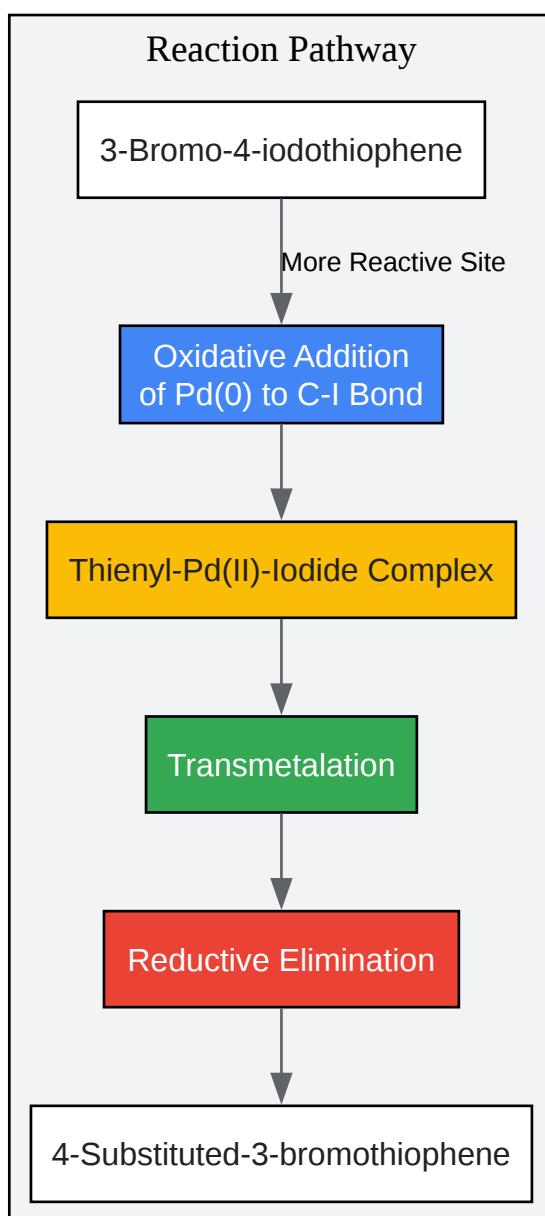 Reaction Pathway
3-Bromo-4-iodothiophene
More Reactive Site
Oxidative Addition
of Pd(0) to C-I Bond
Thienyl-Pd(II)-Iodide Complex
Transmetalation
Reductive Elimination
4-Substituted-3-bromothiophene